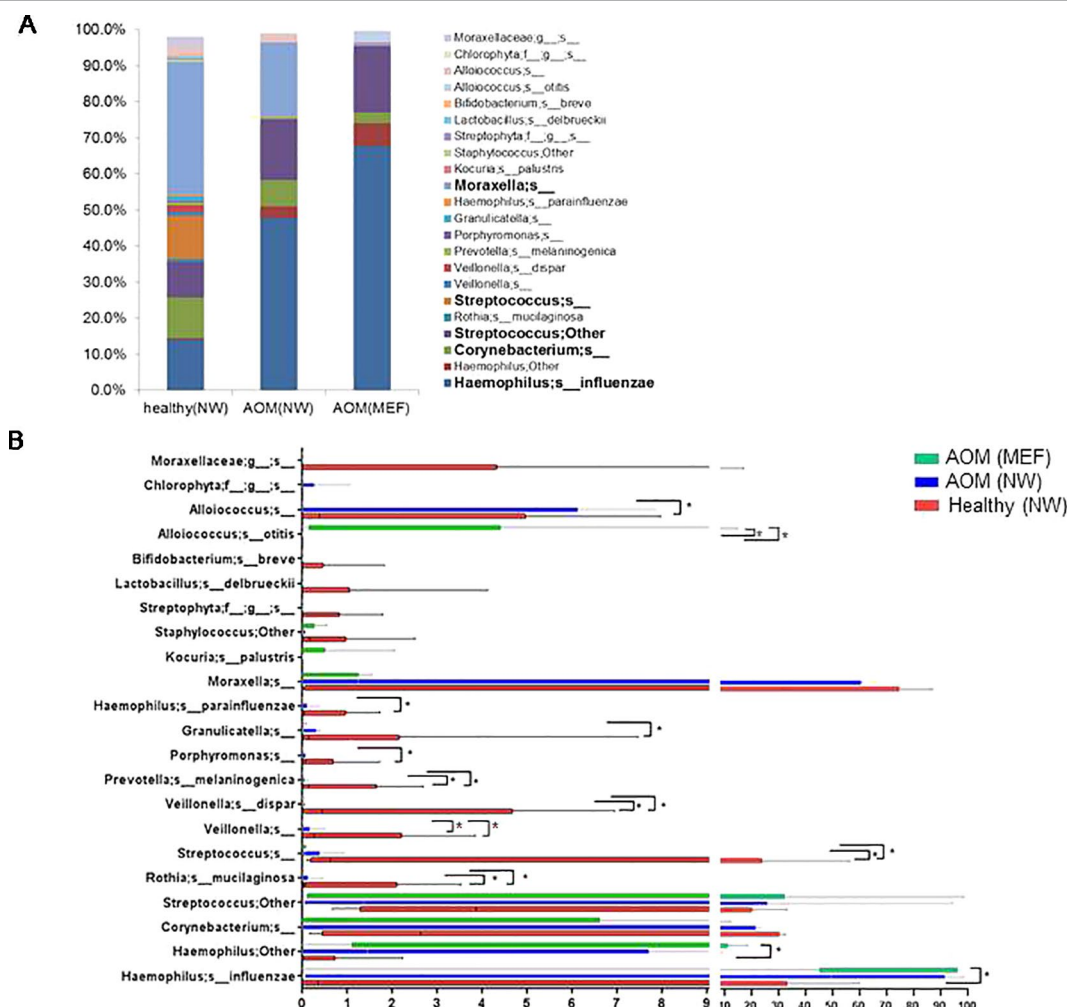 A
100.0%
90.0%
80.0%
70.0%
60.0%
50.0%
40.0%
30.0%
20.0%
10.0%
0.0%
healthy(NW)
AOM(NW)
AOM(MEF)
Moraxellaceae;g__;s__
Chlorophyta;f__;g__;s__
Alloiococcus;s__
Alloiococcus;s__otitis
Bifidobacterium;s__breve
Lactobacillus;s__delbrueckii
Streptophyta;f__;g__;s__
Staphylococcus;Other
Kocuria;s__palustris
Moraxella;s__
Haemophilus;s__parainfluenzae
Granulicatella;s__
Porphyromonas;s__
Prevotella;s__melaninogenica
Veillonella;s__dispar
Veillonella;s__
Streptococcus;s__
Rothia;s__mucilaginosa
Streptococcus;Other
Corynebacterium;s__
Haemophilus;Other
Haemophilus;s__influenzae
B
AOM (MEF)
AOM (NW)
Healthy (NW)
Moraxellaceae;g__;s__
Chlorophyta;f__;g__;s__
Alloiococcus;s__
*
Alloiococcus;s__otitis
* *
Bifidobacterium;s__breve
Lactobacillus;s__delbrueckii
Streptophyta;f__;g__;s__
Staphylococcus;Other
Kocuria;s__palustris
Moraxella;s__
Haemophilus;s__parainfluenzae
*
Granulicatella;s__
*
Porphyromonas;s__
*
Prevotella;s__melaninogenica
* *
Veillonella;s__dispar
* *
Veillonella;s__
* *
Streptococcus;s__
* *
Rothia;s__mucilaginosa
* *
Streptococcus;Other
Corynebacterium;s__
Haemophilus;Other
*
Haemophilus;s__influenzae
*
0 1 2 3 4 5 6 7 8 9 10 20 30 40 50 60 70 80 90 100